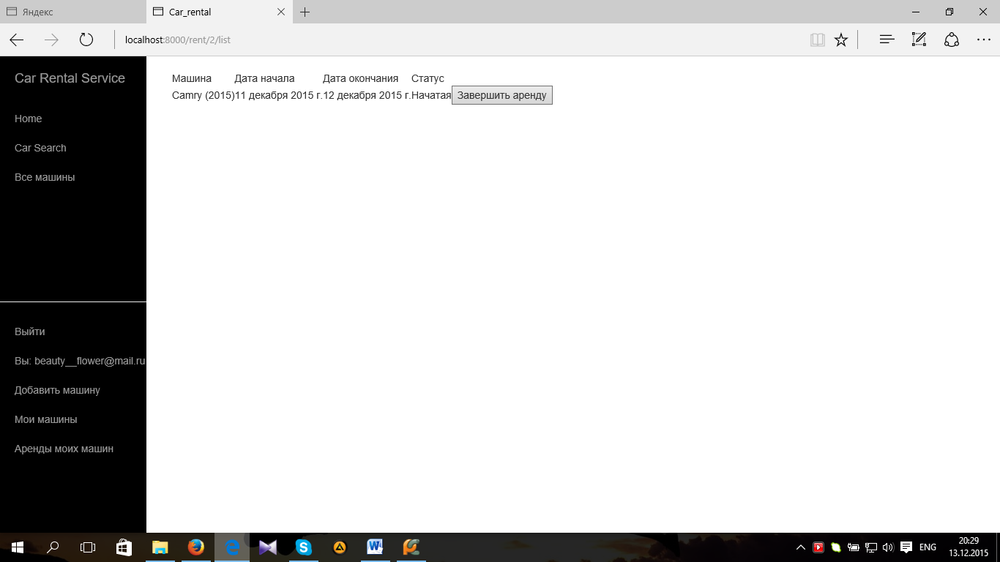 Яндекс
Car_rental
localhost:8000/rent/2/list
Car Rental Service
Home
Car Search
Все машины
Выйти
Вы: beauty__flower@mail.ru
Добавить машину
Мои машины
Аренды моих машин
Машина Дата начала Дата окончания Статус
Camry (2015)11 декабря 2015 г.12 декабря 2015 г.Начатая Завершить аренду
ENG
20:29
13.12.2015